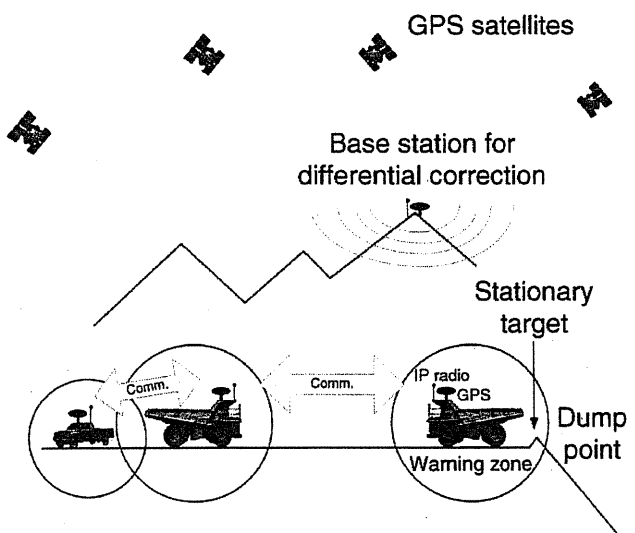 GPS satellites
Base station for
differential correction
Stationary
target
Comm.
Comm.
IP radio
GPS
Dump
point
Warning zone